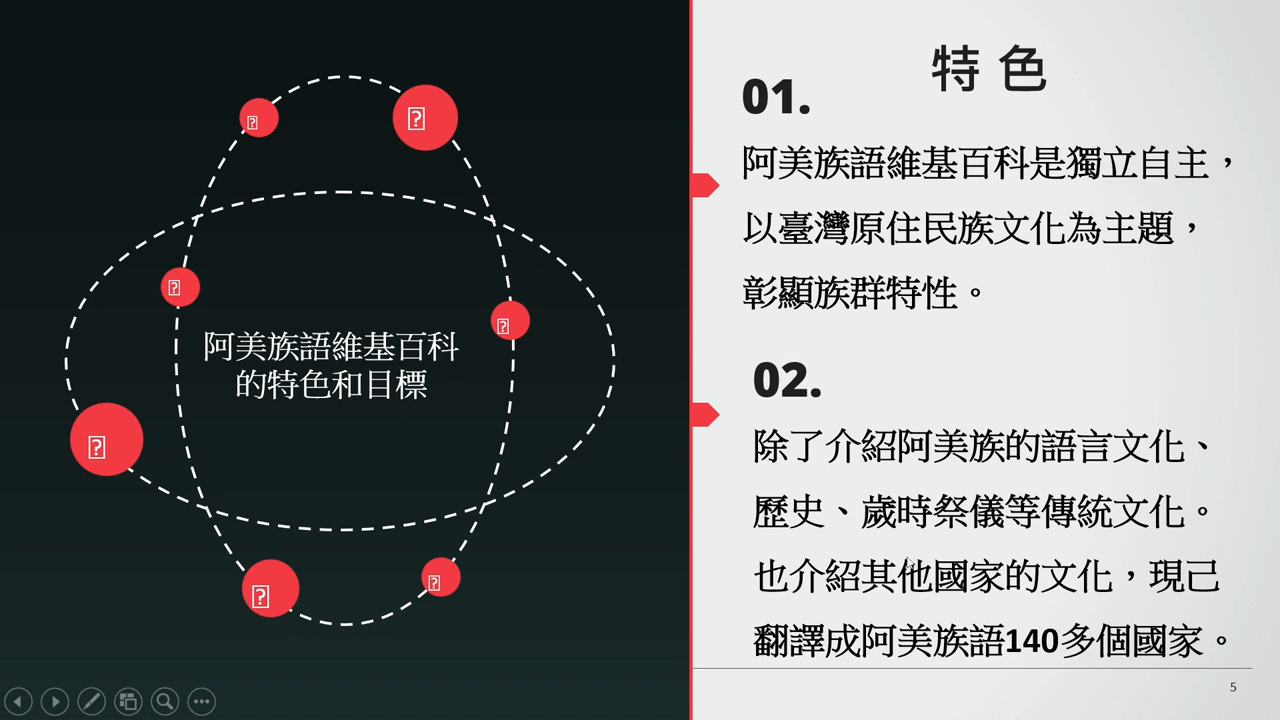 阿美族語維基百科
的特色和目標
特色
01.
阿美族語維基百科是獨立自主，
以臺灣原住民族文化為主題，
彰顯族群特性。
02.
除了介紹阿美族的語言文化、
歷史、歲時祭儀等傳統文化。
也介紹其他國家的文化，現己
翻譯成阿美族語140多個國家。
5